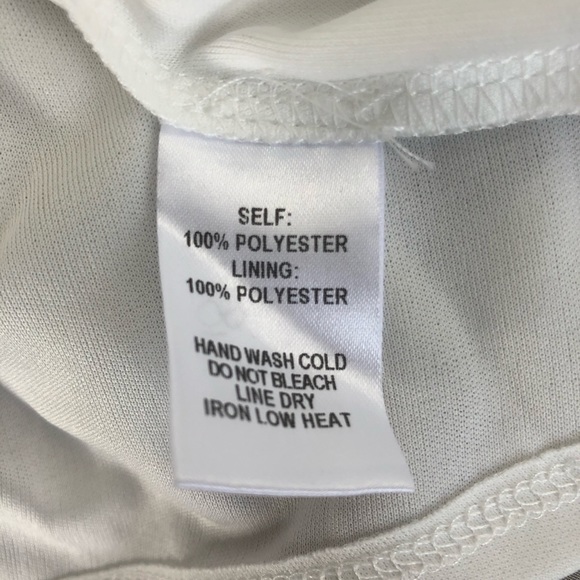 SELF:
100% POLYESTER
LINING:
100% POLYESTER
HAND WASH COLD
DO NOT BLEACH
LINE DRY
IRON LOW HEAT